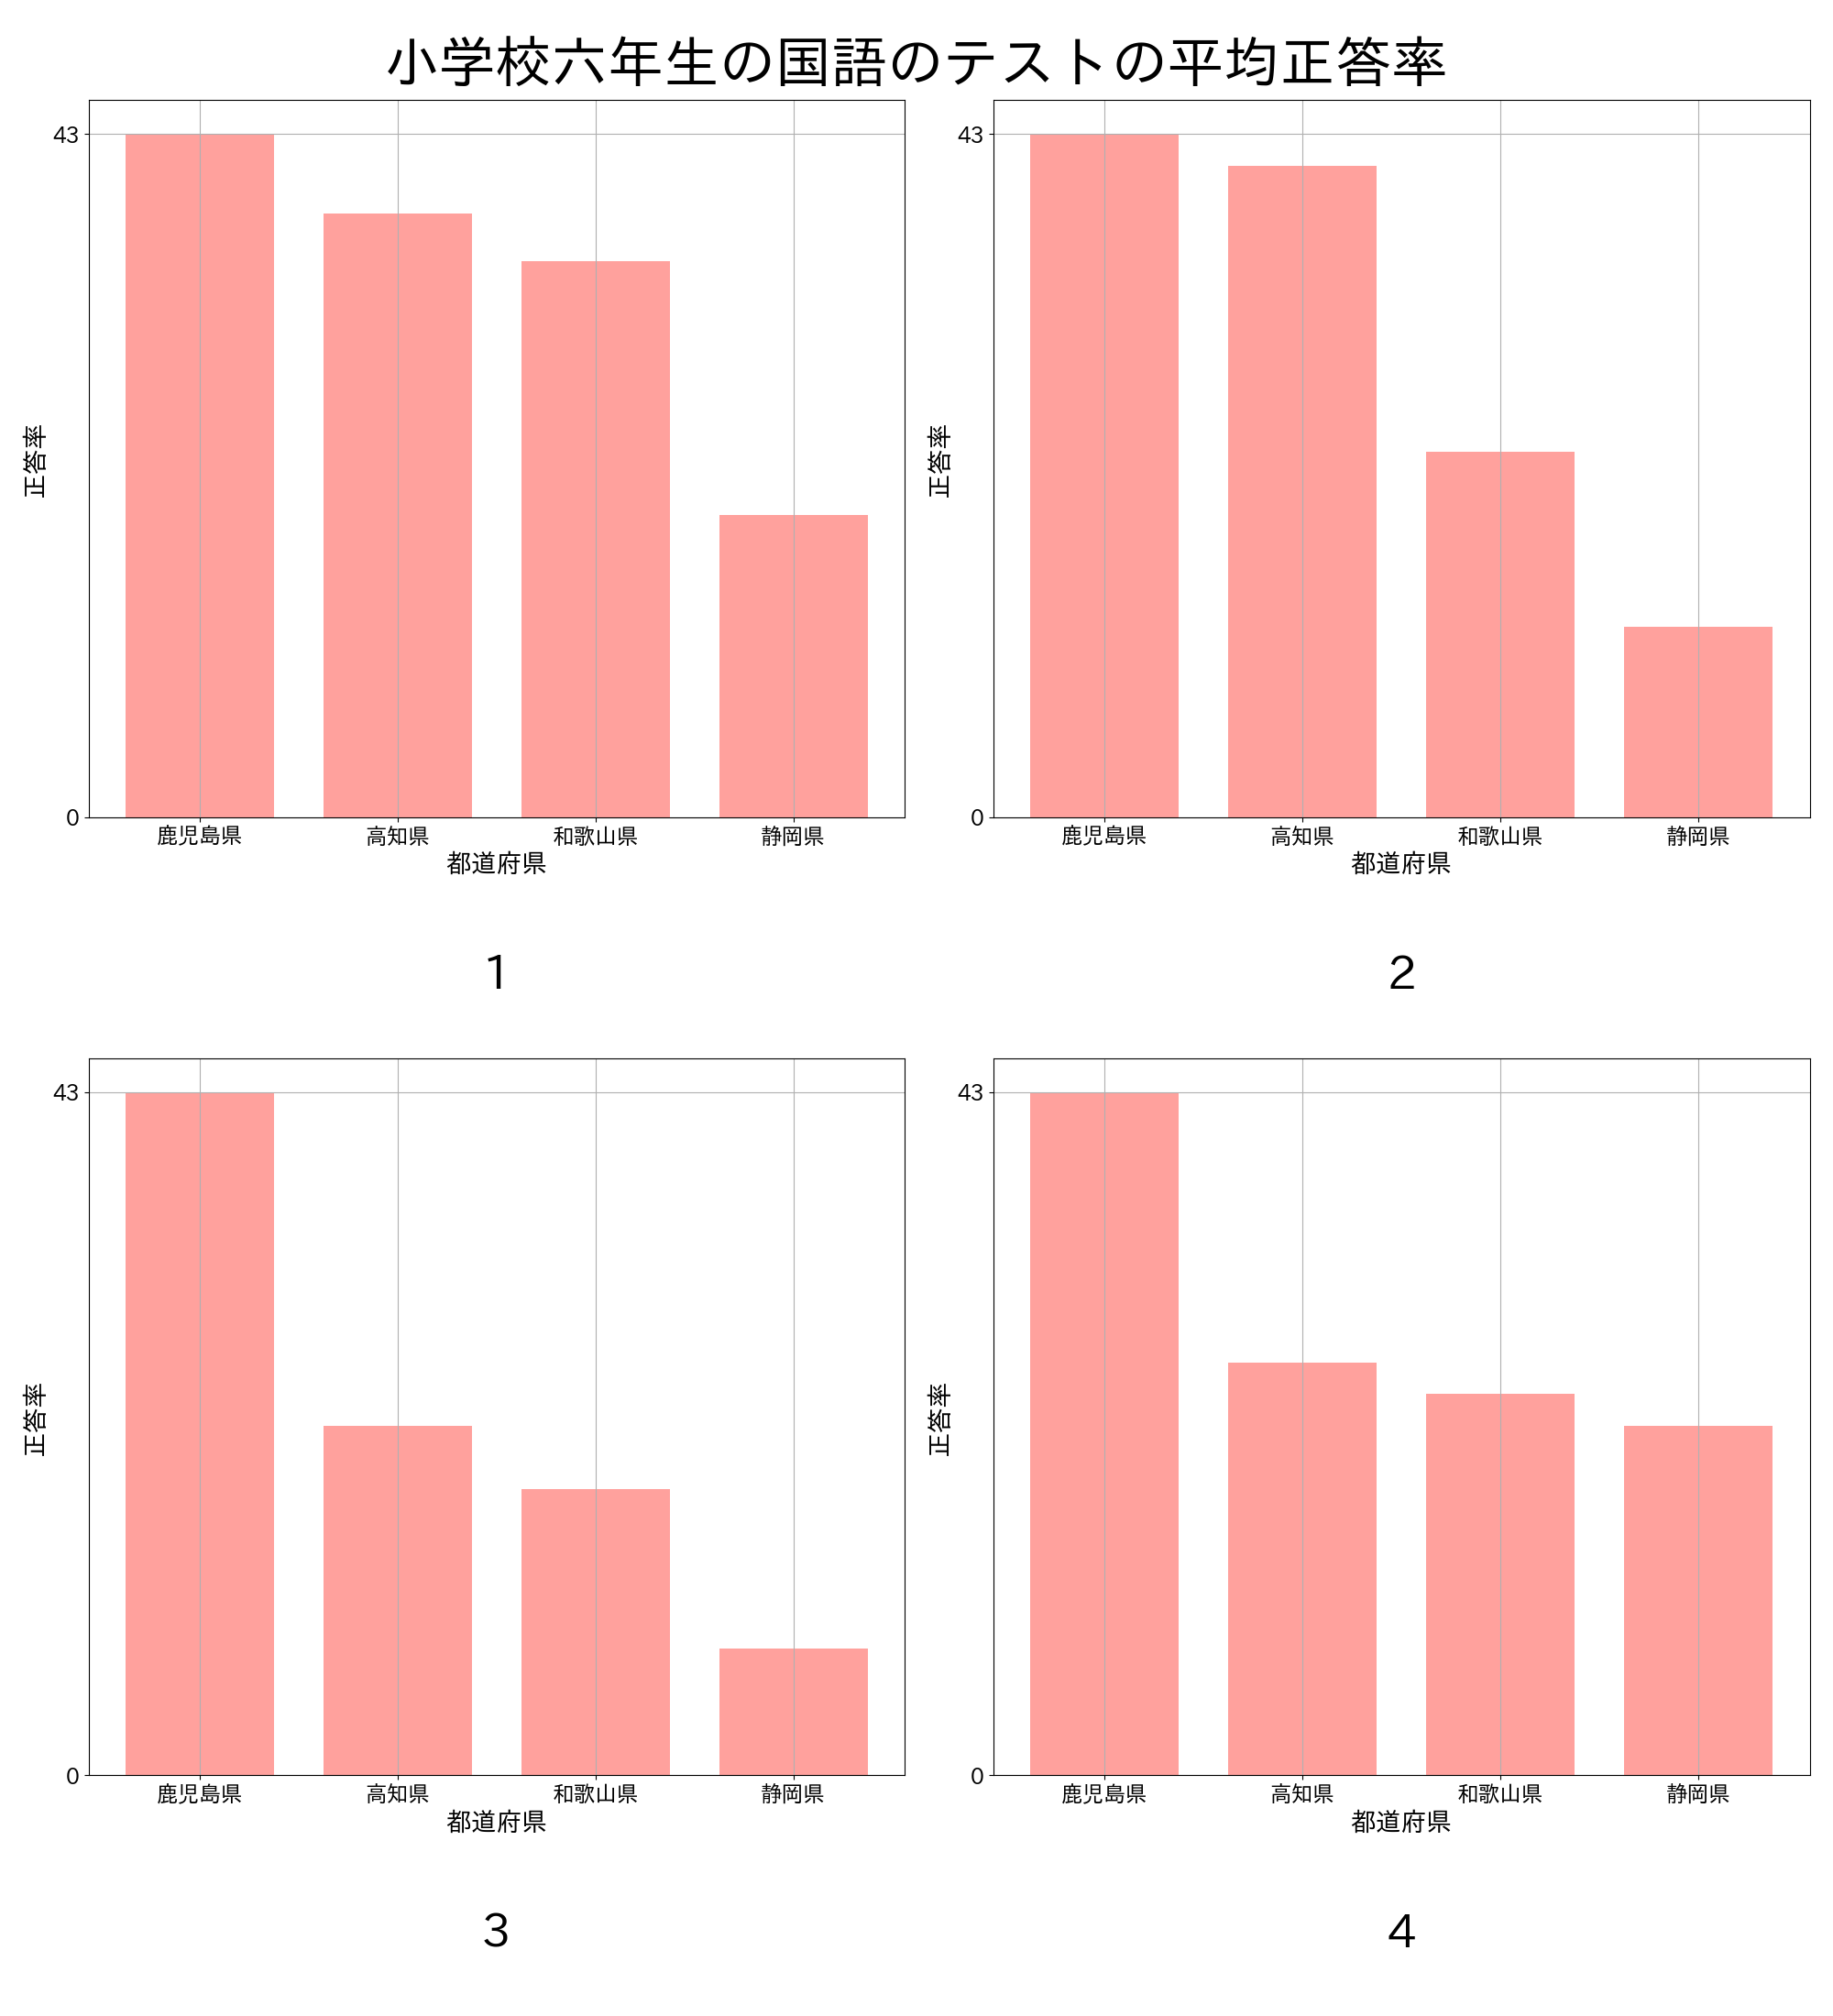 小学校六年生の国語のテストの平均正答率
43
0
正答率
鹿児島県 高知県 和歌山県 静岡県
都道府県
1
43
0
正答率
鹿児島県 高知県 和歌山県 静岡県
都道府県
2
43
0
正答率
鹿児島県 高知県 和歌山県 静岡県
都道府県
3
43
0
正答率
鹿児島県 高知県 和歌山県 静岡県
都道府県
4